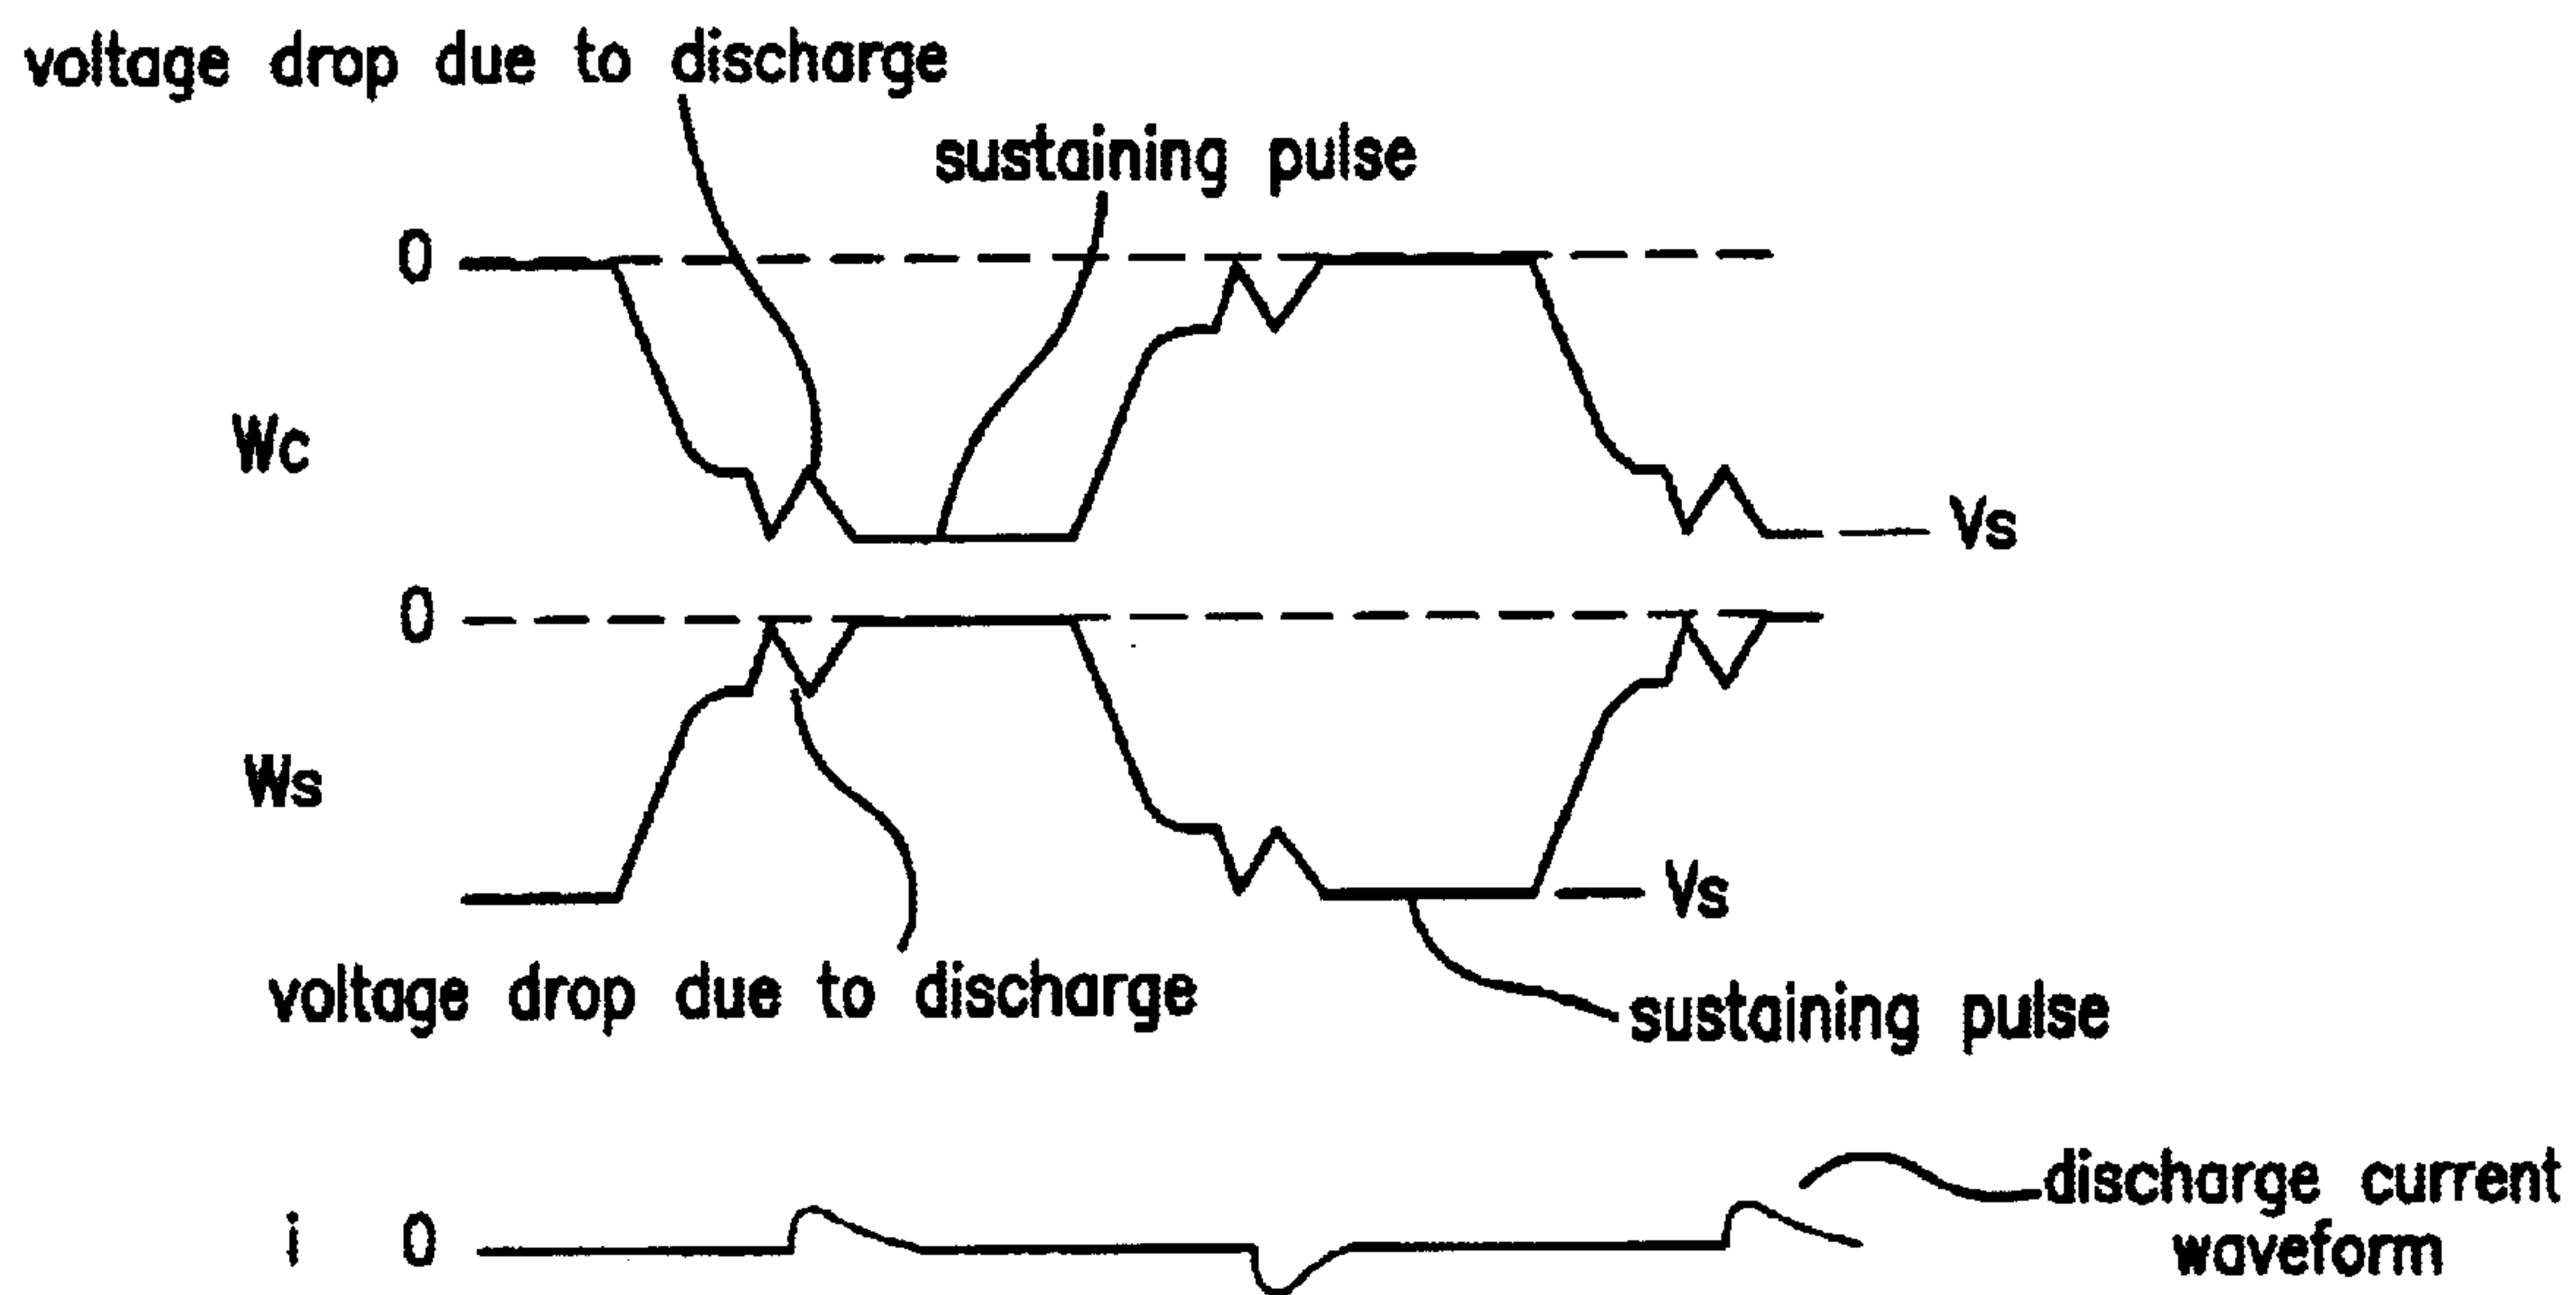 voltage drop due to discharge
sustaining pulse
0
Wc
Vs
0
Ws
Vs
voltage drop due to discharge
sustaining pulse
i 0
discharge current
waveform